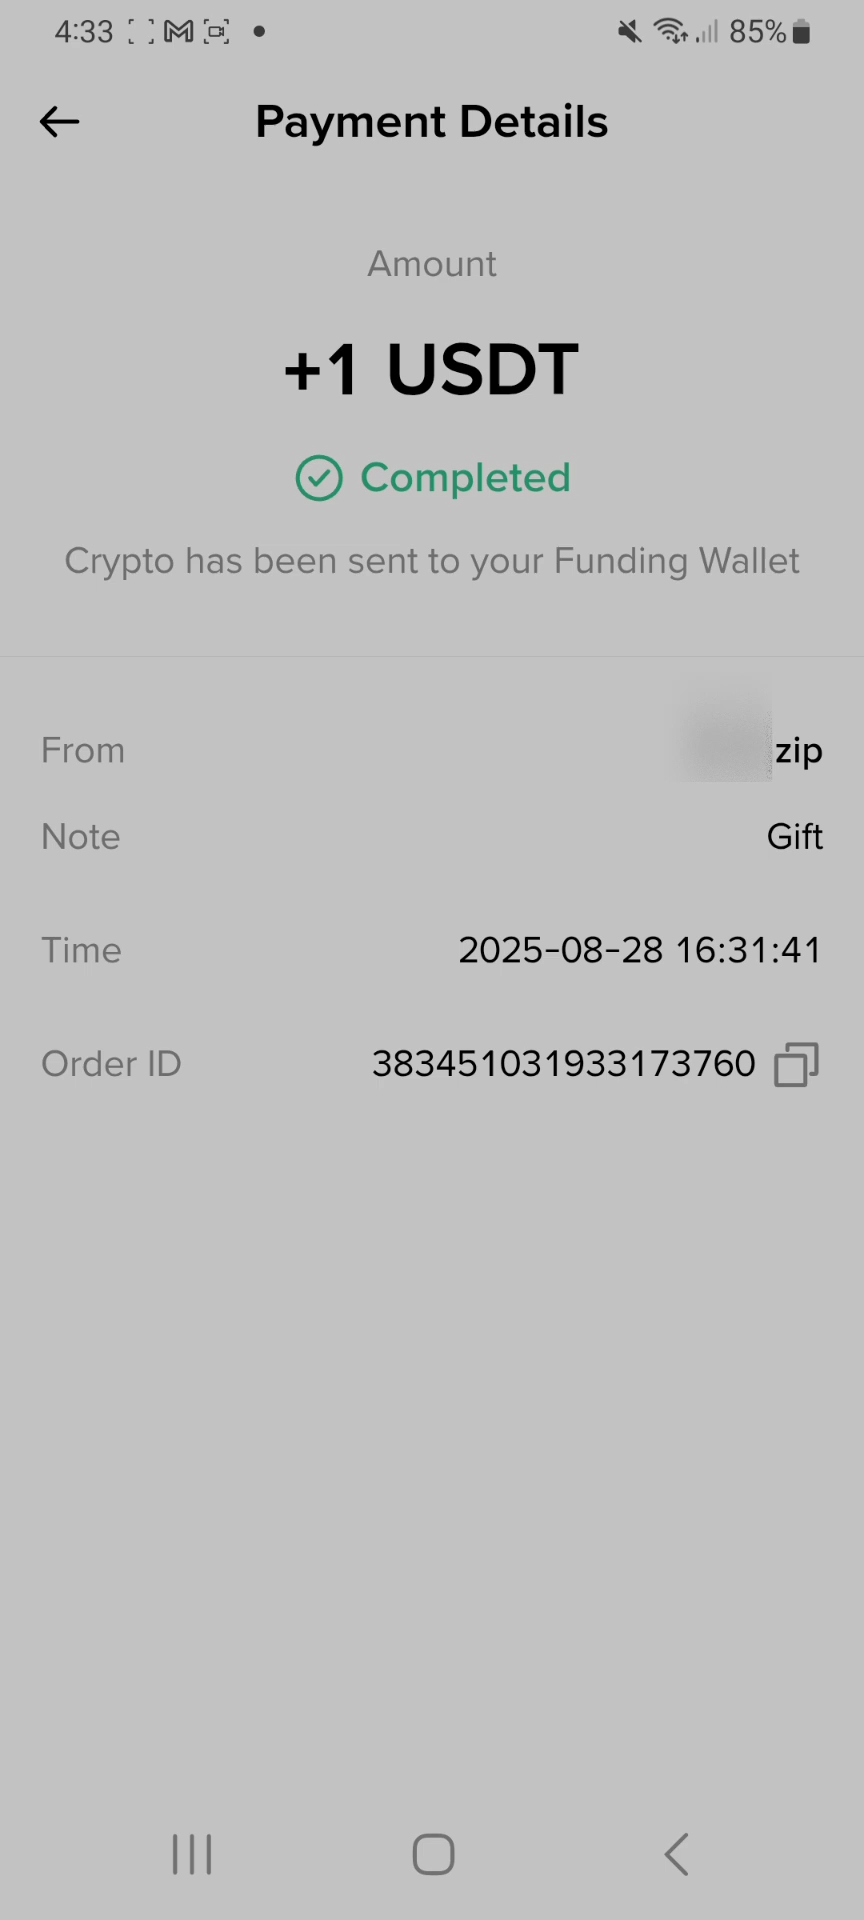 4:33 85%
Payment Details
Amount
+1 USDT
Completed
Crypto has been sent to your Funding Wallet
From zip
Note Gift
Time 2025-08-28 16:31:41
Order ID 383451031933173760